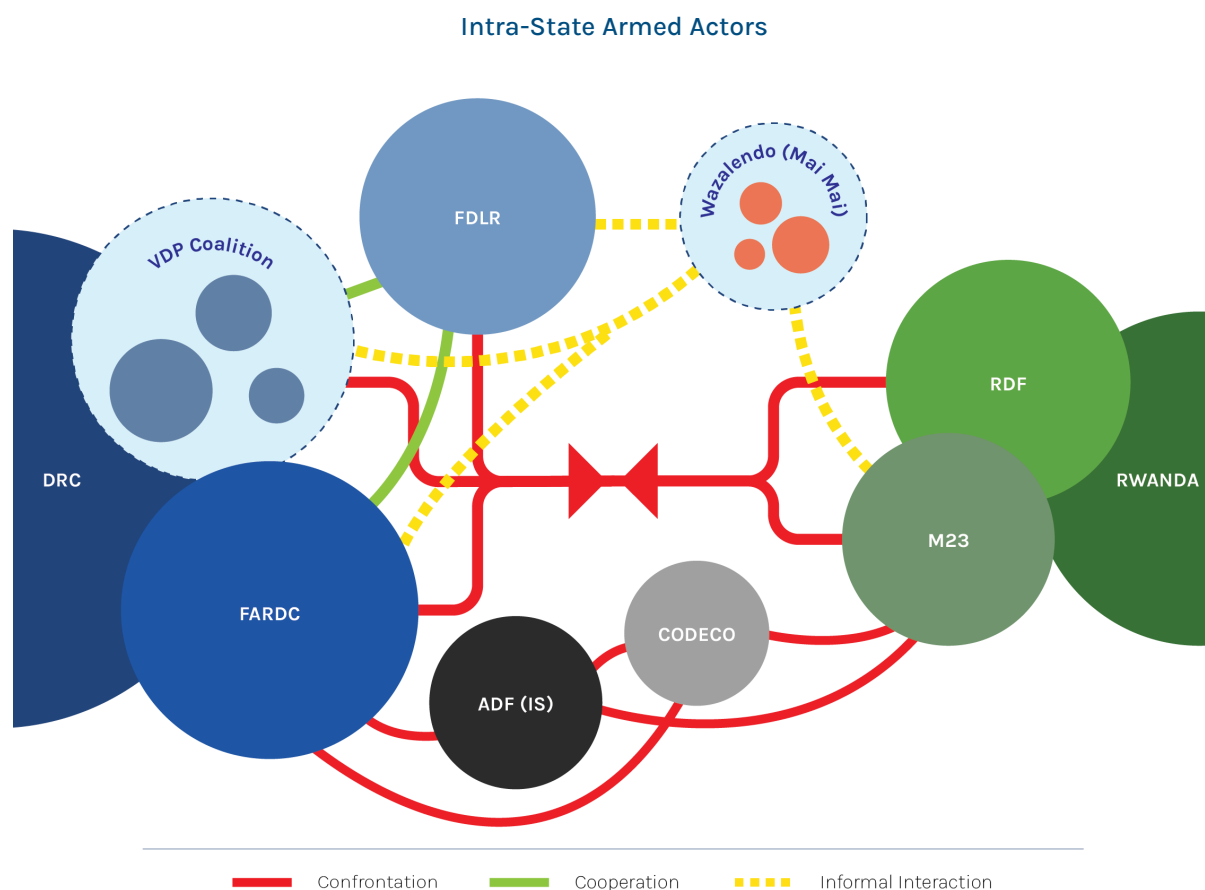 Intra-State Armed Actors
FDLR
Wazalendo (Mai Mai)
VDP Coalition
RDF
DRC
RWANDA
M23
FARDC
CODECO
ADF (IS)
Confrontation
Cooperation
Informal Interaction